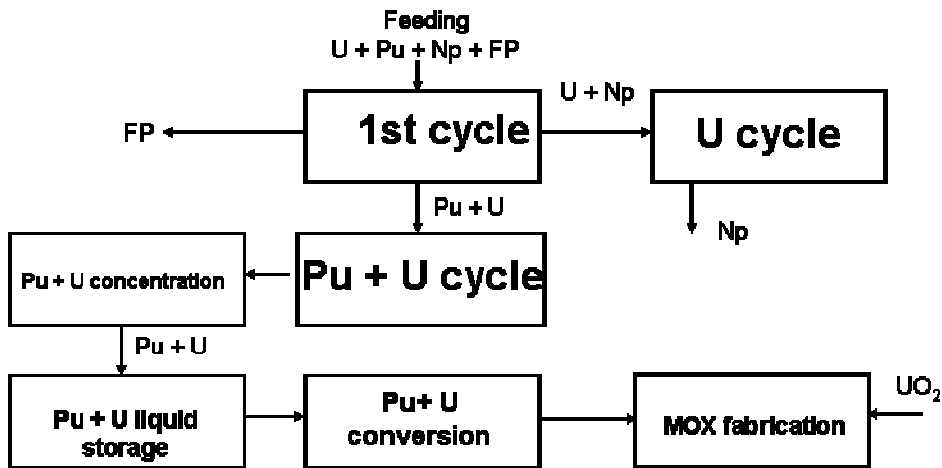 Feeding
U + Pu + Np + FP
FP
1st cycle
U + Np
U cycle
Pu + U
Np
Pu + U concentration
Pu + U cycle
Pu + U
Pu + U liquid
storage
Pu+ U
conversion
MOX fabrication
UO₂